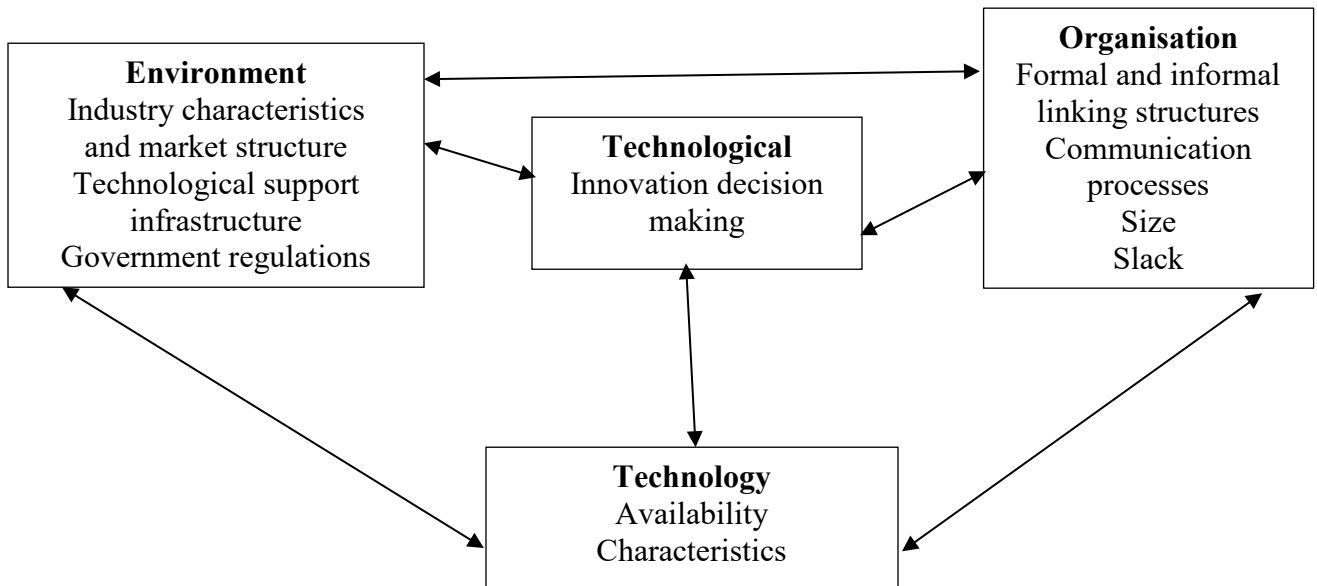 Environment
Industry characteristics
and market structure
Technological support
infrastructure
Government regulations
Technological
Innovation decision
making
Organisation
Formal and informal
linking structures
Communication
processes
Size
Slack
Technology
Availability
Characteristics